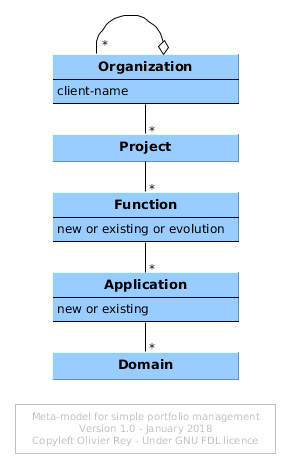 *
Organization
client-name
*
Project
*
Function
new or existing or evolution
*
Application
new or existing
*
Domain
Meta-model for simple portfolio management
Version 1.0 - January 2018
Copyleft Olivier Rey - Under GNU FDL licence